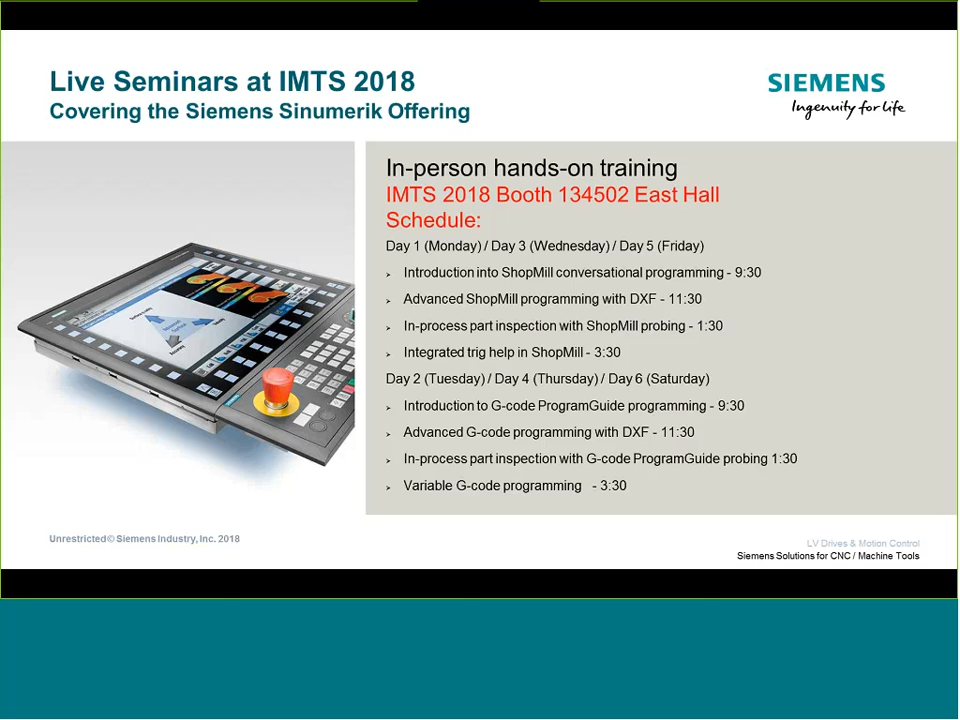 Live Seminars at IMTS 2018
Covering the Siemens Sinumerik Offering
SIEMENS
Ingenuity for life
In-person hands-on training
IMTS 2018 Booth 134502 East Hall
Schedule:
Day 1 (Monday) / Day 3 (Wednesday) / Day 5 (Friday)
➢ Introduction into ShopMill conversational programming - 9:30
➢ Advanced ShopMill programming with DXF - 11:30
➢ In-process part inspection with ShopMill probing - 1:30
➢ Integrated trig help in ShopMill - 3:30
Day 2 (Tuesday) / Day 4 (Thursday) / Day 6 (Saturday)
➢ Introduction to G-code ProgramGuide programming - 9:30
➢ Advanced G-code programming with DXF - 11:30
➢ In-process part inspection with G-code ProgramGuide probing 1:30
➢ Variable G-code programming - 3:30
Unrestricted © Siemens Industry, Inc. 2018
LV Drives & Motion Control
Siemens Solutions for CNC / Machine Tools